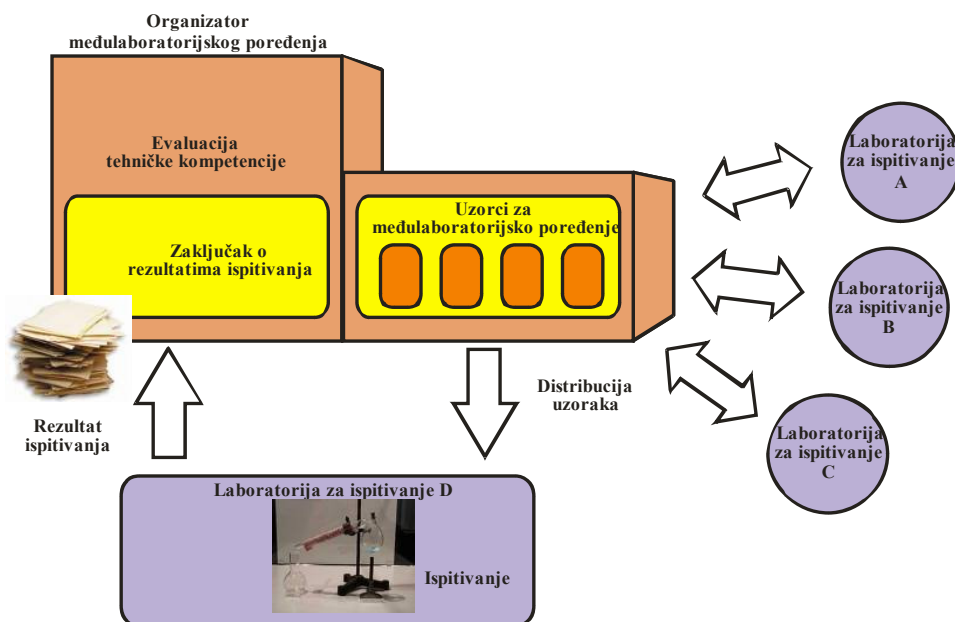 Organizator
međulaboratorijskog poređenja
Evaluacija
tehničke kompetencije
Zaključak o
rezultatima ispitivanja
Uzorci za
međulaboratorijsko poređenje
Laboratorija
za ispitivanje
A
Laboratorija
za ispitivanje
B
Laboratorija
za ispitivanje
C
Distribucija
uzoraka
Rezultat
ispitivanja
Laboratorija za ispitivanje D
Ispitivanje